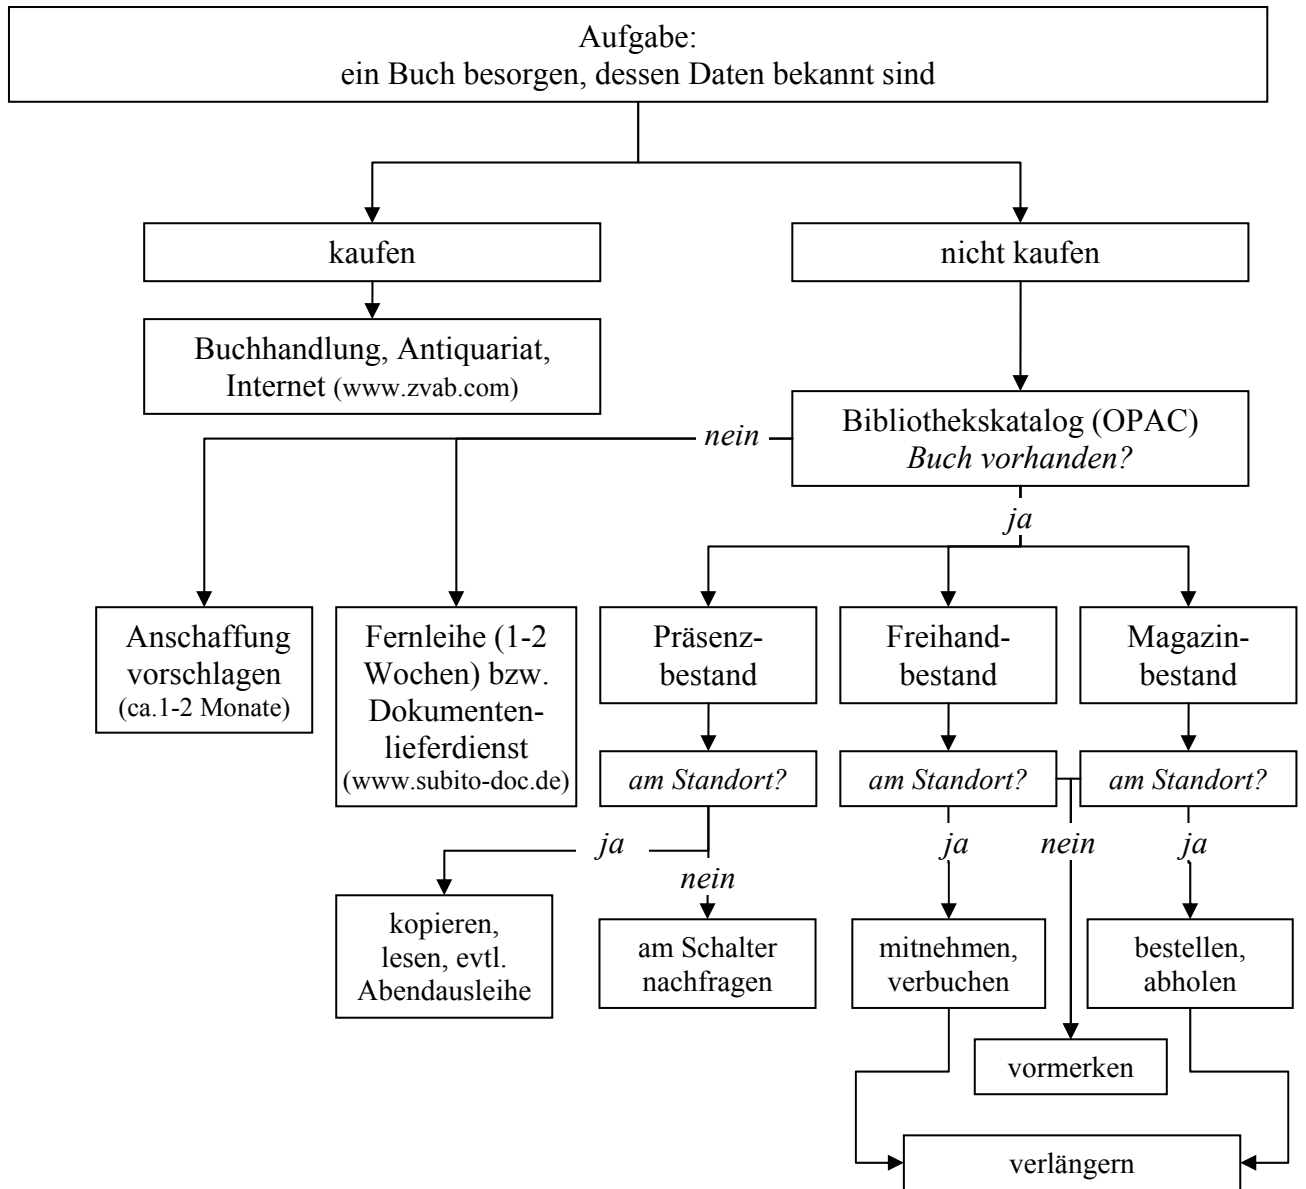 Aufgabe:
ein Buch besorgen, dessen Daten bekannt sind
kaufen
nicht kaufen
Buchhandlung, Antiquariat,
Internet (www.zvab.com)
Bibliothekskatalog (OPAC)
Buch vorhanden?
nein
ja
Anschaffung
vorschlagen
(ca.1-2 Monate)
Fernleihe (1-2
Wochen) bzw.
Dokumenten-
lieferdienst
(www.subito-doc.de)
Präsenz-
bestand
Freihand-
bestand
Magazin-
bestand
am Standort?
am Standort?
am Standort?
ja
nein
ja
nein
ja
kopieren,
lesen, evtl.
Abendausleihe
am Schalter
nachfragen
mitnehmen,
verbuchen
bestellen,
abholen
vormerken
verlängern